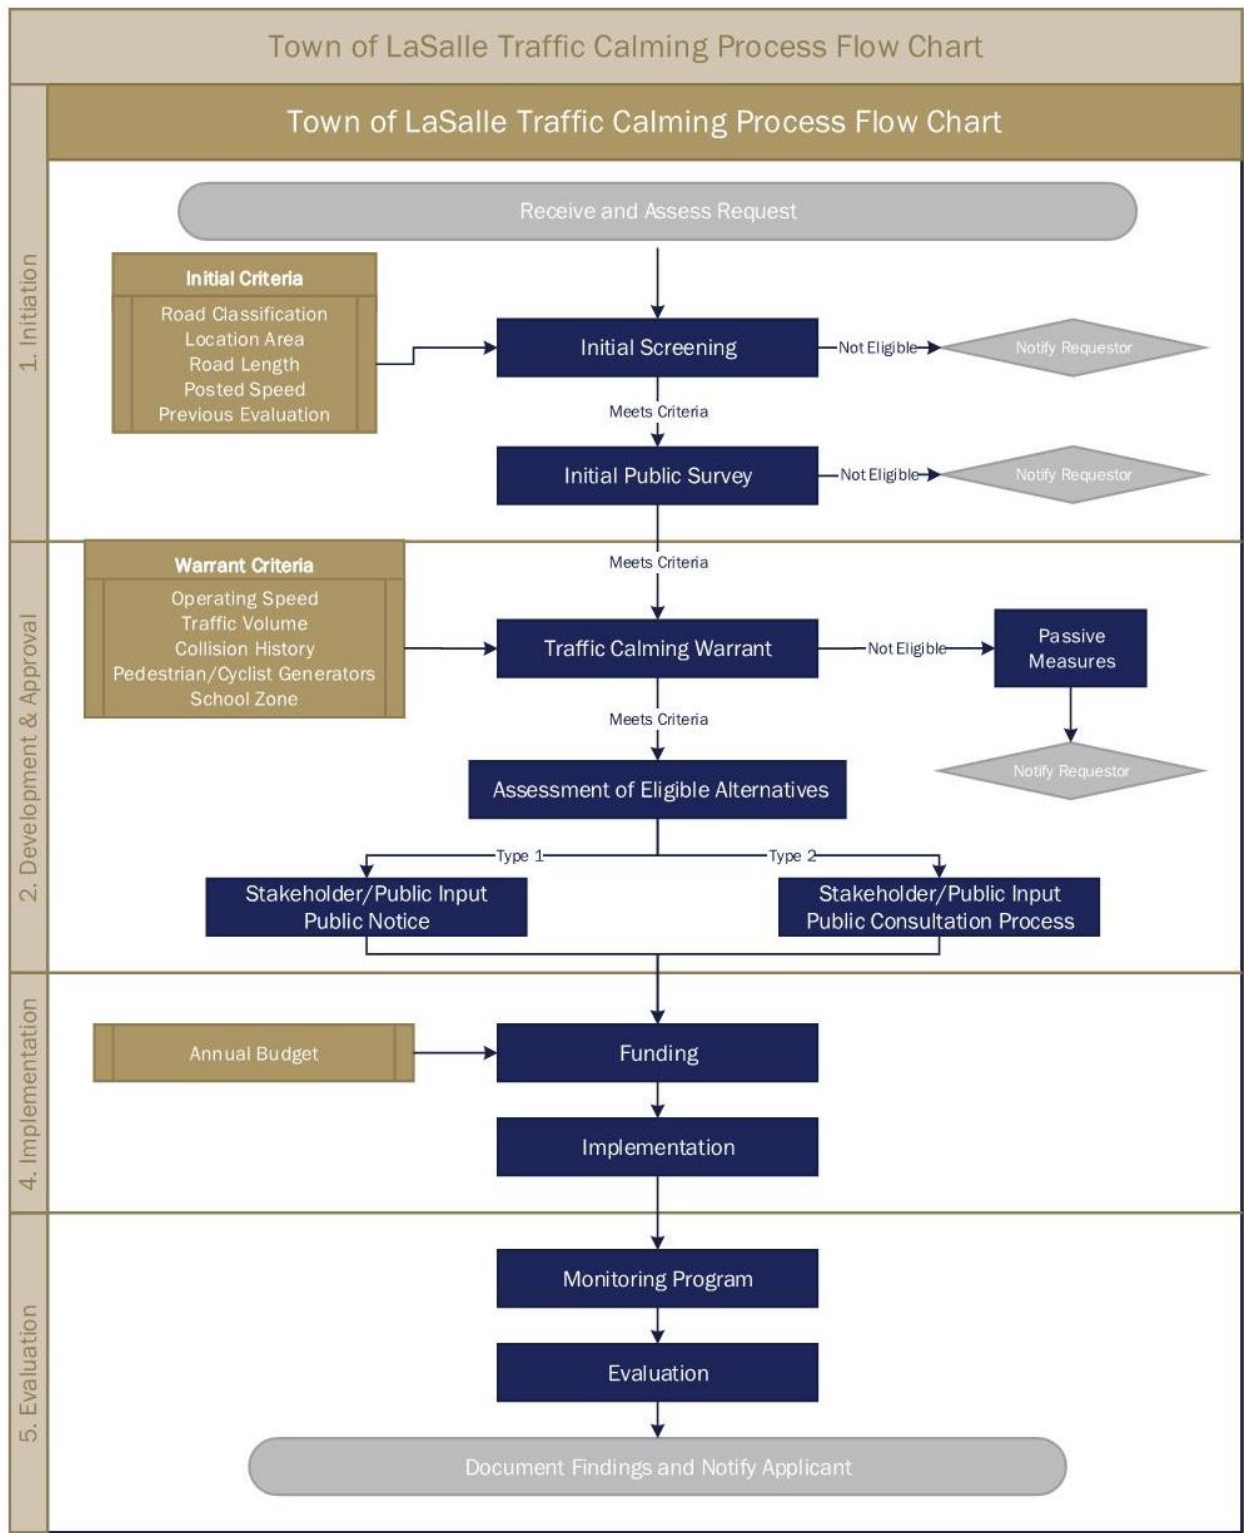 Town of LaSalle Traffic Calming Process Flow Chart
Town of LaSalle Traffic Calming Process Flow Chart
1. Initiation
Receive and Assess Request
Initial Criteria
Road Classification
Location Area
Road Length
Posted Speed
Previous Evaluation
Initial Screening
Not Eligible
Notify Requestor
Meets Criteria
Initial Public Survey
Not Eligible
Notify Requestor
2. Development & Approval
Meets Criteria
Warrant Criteria
Operating Speed
Traffic Volume
Collision History
Pedestrian/Cyclist Generators
School Zone
Traffic Calming Warrant
Not Eligible
Passive
Measures
Notify Requestor
Meets Criteria
Assessment of Eligible Alternatives
Type 1
Type 2
Stakeholder/Public Input
Public Notice
Stakeholder/Public Input
Public Consultation Process
4. Implementation
Annual Budget
Funding
Implementation
5. Evaluation
Monitoring Program
Evaluation
Document Findings and Notify Applicant